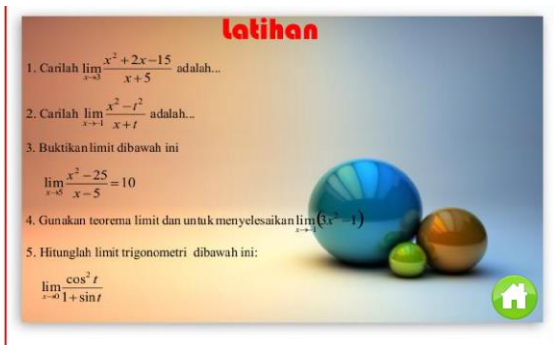 Latihan
1. Carilah lim x→3 (x² + 2x − 15)/(x + 5) adalah...
2. Carilah lim x→−1 (x² − t²)/(x + t) adalah...
3. Buktikan limit dibawah ini
lim x→5 (x² − 25)/(x − 5) = 10
4. Gunakan teorema limit dan untuk menyelesaikan lim x→−1 (3x² − 1)
5. Hitunglah limit trigonometri dibawah ini:
lim x→0 cos² t/(1 + sin t)